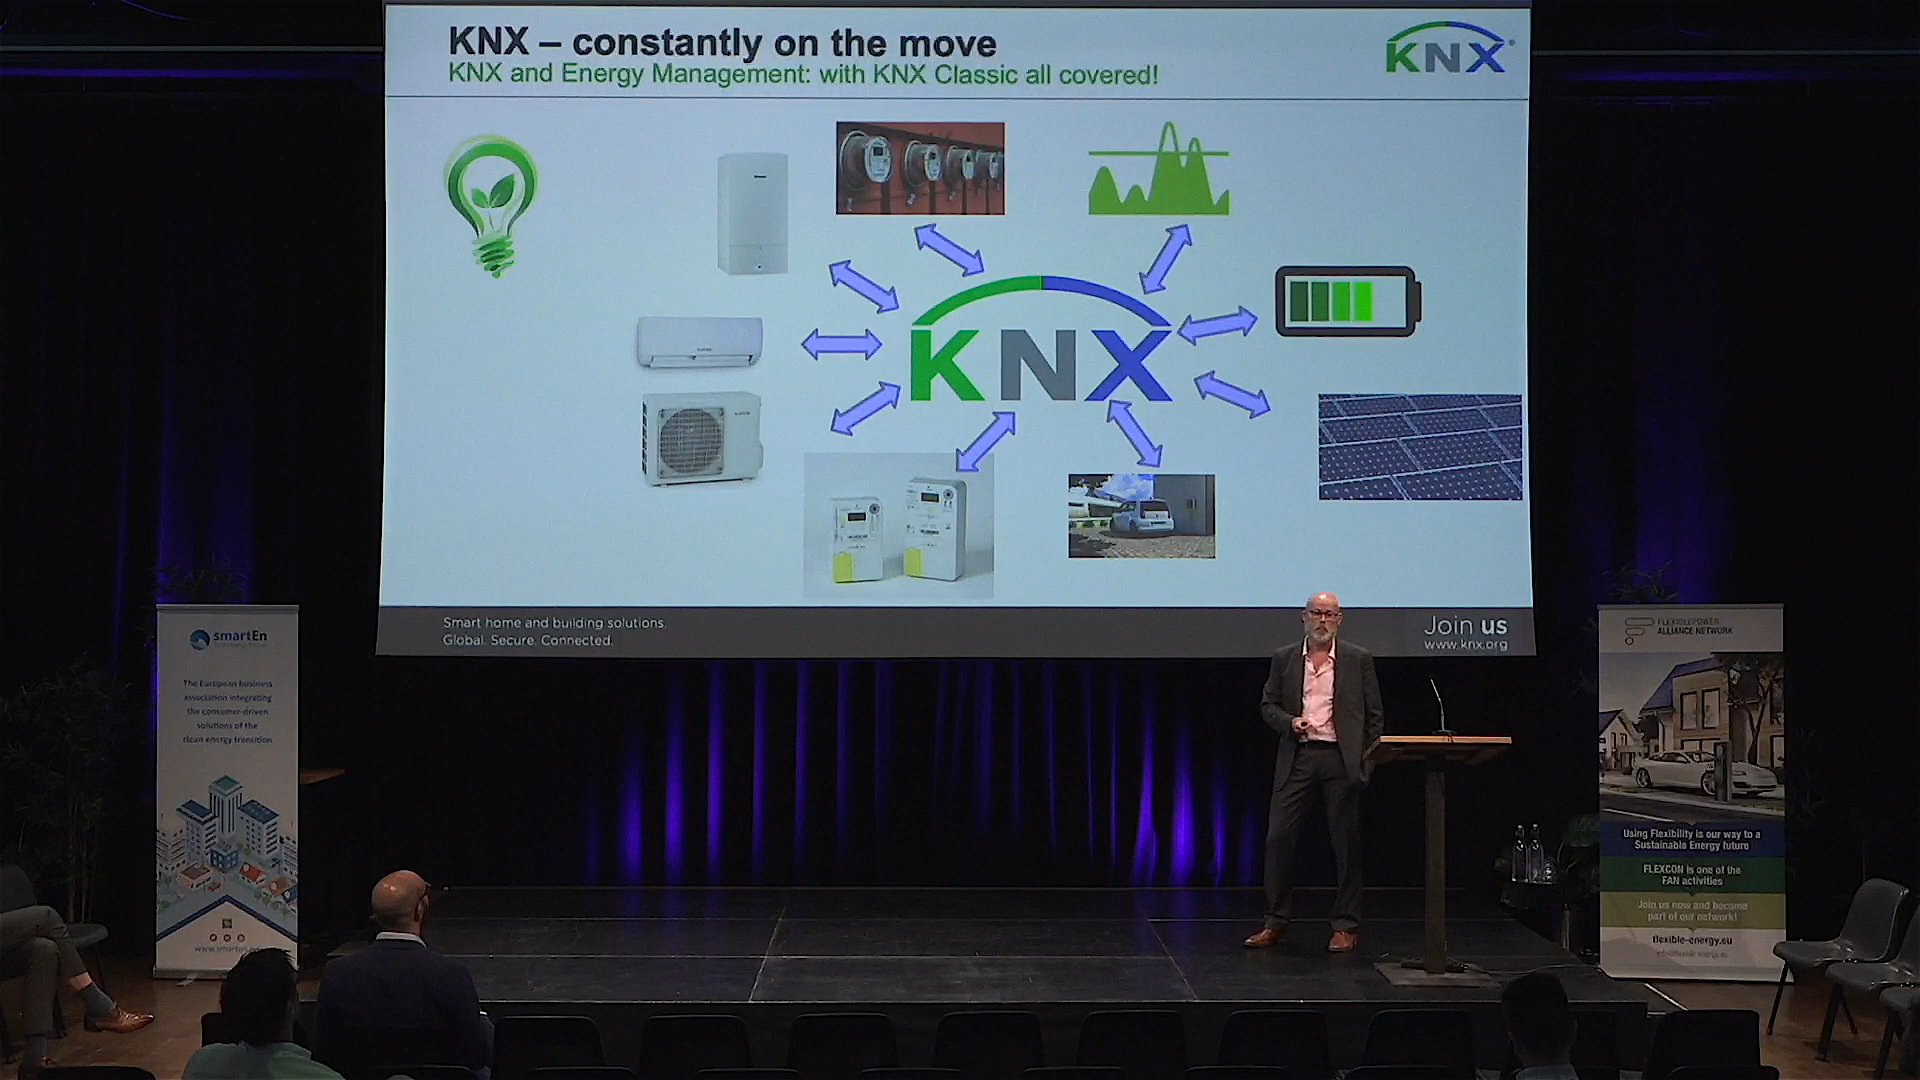 KNX – constantly on the move
KNX and Energy Management: with KNX Classic all covered!
KNX
KNX
Smart home and building solutions.
Global. Secure. Connected.
Join us
www.knx.org
smartEn
The European business
association integrating
the consumer-driven
solutions of the
clean energy transition
FLEXIBLEPOWER
ALLIANCE NETWORK
Using Flexibility is our way to a
Sustainable Energy future
FLEXCON is one of the
FAN activities
Join us now and become
part of our network!
flexible-energy.eu